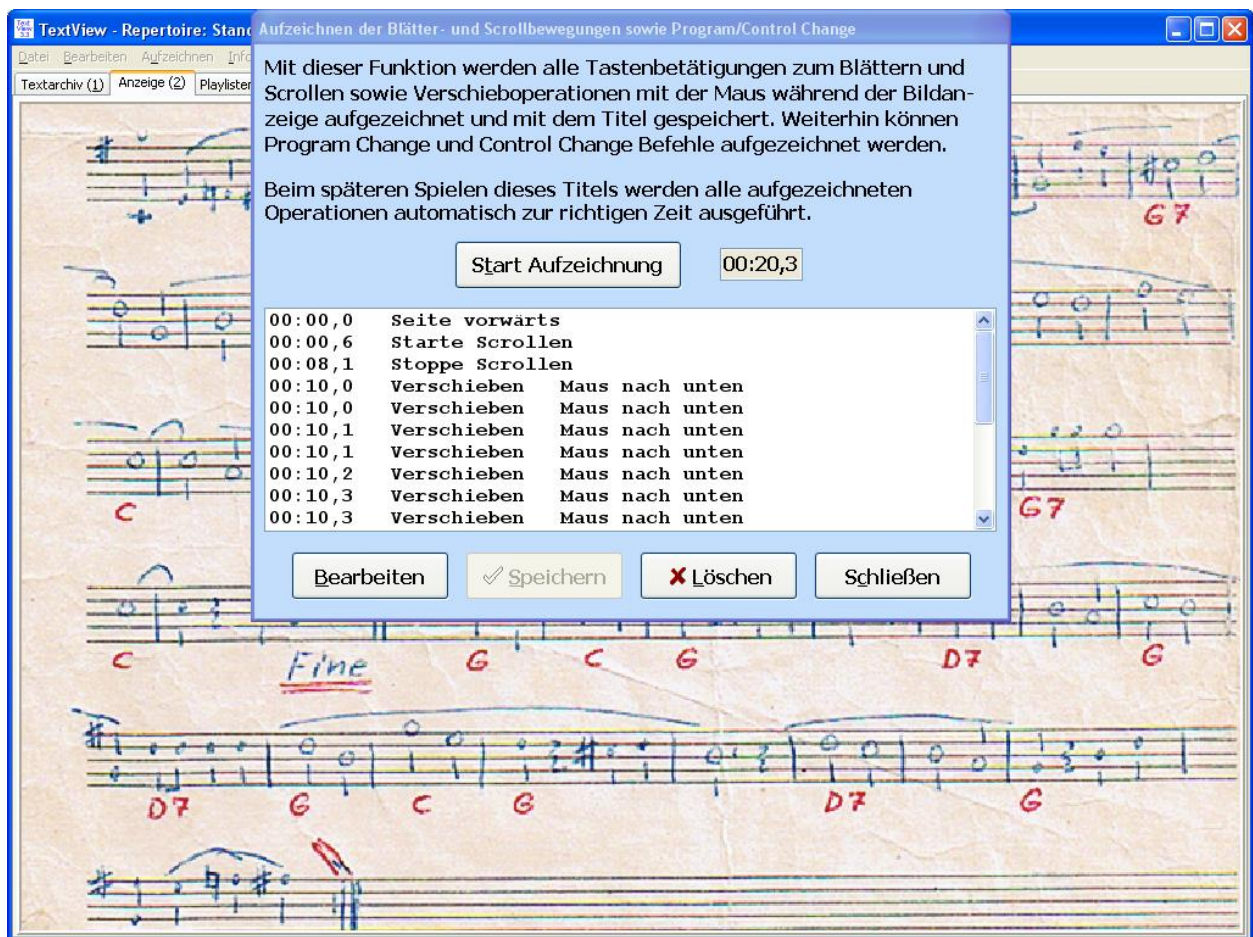 Text View 3.3
TextView - Repertoire: Stand
Aufzeichnen der Blätter- und Scrollbewegungen sowie Program/Control Change
Datei Bearbeiten Aufzeichnen Info
Textarchiv (1) Anzeige (2) Playlisten
Mit dieser Funktion werden alle Tastenbetätigungen zum Blättern und
Scrollen sowie Verschieboperationen mit der Maus während der Bildan-
zeige aufgezeichnet und mit dem Titel gespeichert. Weiterhin können
Program Change und Control Change Befehle aufgezeichnet werden.
Beim späteren Spielen dieses Titels werden alle aufgezeichneten
Operationen automatisch zur richtigen Zeit ausgeführt.
G7
Start Aufzeichnung 00:20,3
00:00,0 Seite vorwärts
00:00,6 Starte Scrollen
00:08,1 Stoppe Scrollen
00:10,0 Verschieben Maus nach unten
00:10,0 Verschieben Maus nach unten
00:10,1 Verschieben Maus nach unten
00:10,1 Verschieben Maus nach unten
00:10,2 Verschieben Maus nach unten
00:10,3 Verschieben Maus nach unten
00:10,3 Verschieben Maus nach unten
C G7
Bearbeiten Speichern Löschen Schließen
C Fine G C G D7 G
D7 G C G D7 G